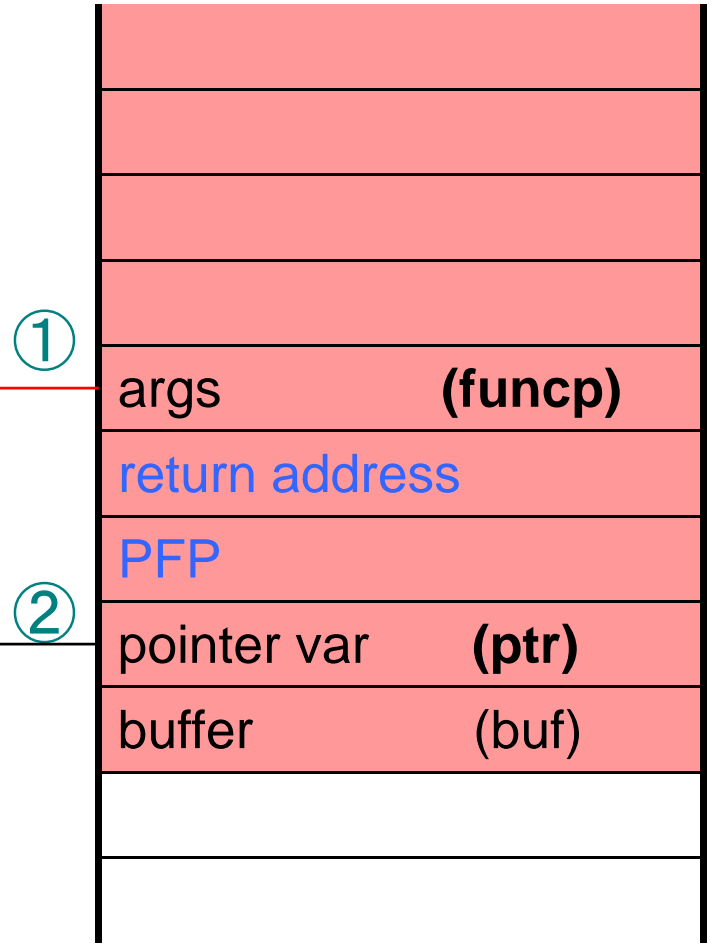 ①
args (funcp)
return address
PFP
②
pointer var (ptr)
buffer (buf)